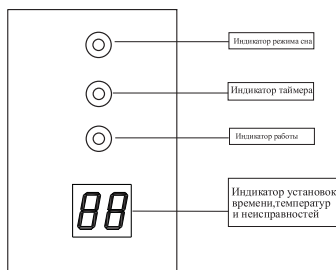 Индикатор режима сна
Индикатор таймера
Индикатор работы
88
Индикатор установок
времени,температур
и неисправностей